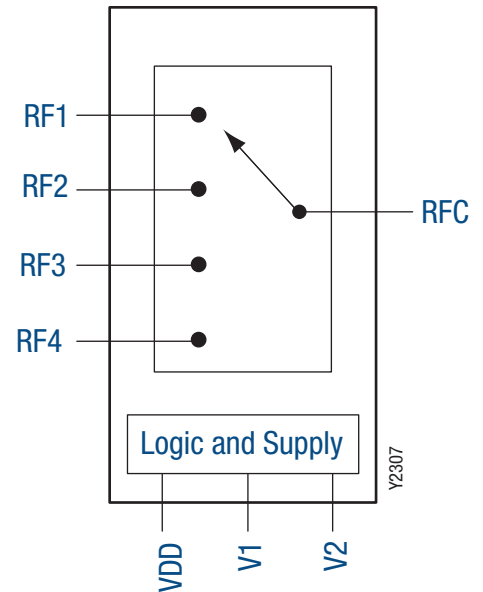 RF1
RF2
RFC
RF3
RF4
Logic and Supply
Y2307
VDD
V1
V2